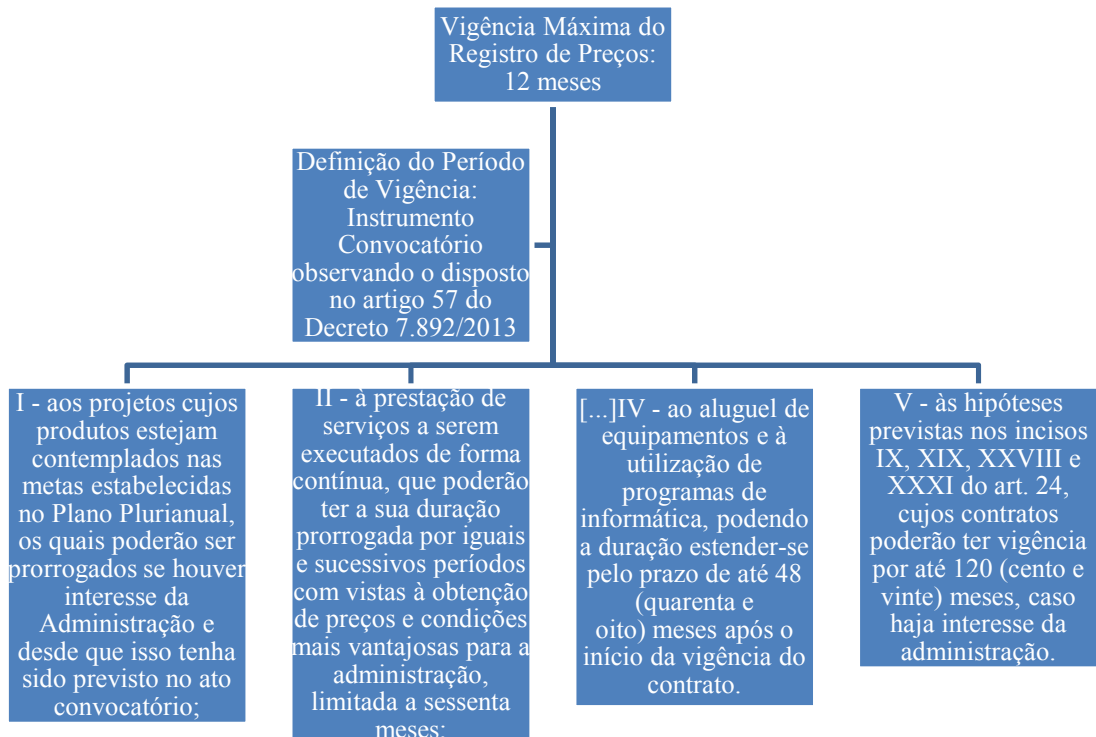 Vigência Máxima do
Registro de Preços:
12 meses
Definição do Período
de Vigência:
Instrumento
Convocatório
observando o disposto
no artigo 57 do
Decreto 7.892/2013
I - aos projetos cujos
produtos estejam
contemplados nas
metas estabelecidas
no Plano Plurianual,
os quais poderão ser
prorrogados se houver
interesse da
Administração e
desde que isso tenha
sido previsto no ato
convocatório;
II - à prestação de
serviços a serem
executados de forma
contínua, que poderão
ter a sua duração
prorrogada por iguais
e sucessivos períodos
com vistas à obtenção
de preços e condições
mais vantajosas para a
administração,
limitada a sessenta
meses;
[...]IV - ao aluguel de
equipamentos e à
utilização de
programas de
informática, podendo
a duração estender-se
pelo prazo de até 48
(quarenta e
oito) meses após o
início da vigência do
contrato.
V - às hipóteses
previstas nos incisos
IX, XIX, XXVIII e
XXXI do art. 24,
cujos contratos
poderão ter vigência
por até 120 (cento e
vinte) meses, caso
haja interesse da
administração.